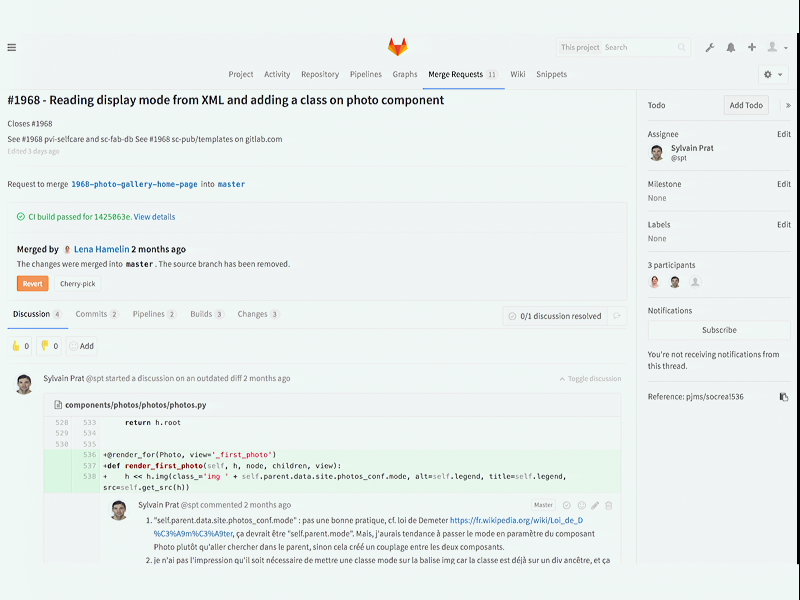 This project Search
Project Activity Repository Pipelines Graphs Merge Requests 11 Wiki Snippets
#1968 - Reading display mode from XML and adding a class on photo component
Closes #1968
See #1968 pvi-selfcare and sc-fab-db See #1968 sc-pub/templates on gitlab.com
Edited 3 days ago
Request to merge 1968-photo-gallery-home-page into master
CI build passed for 1425063e. View details
Merged by Lena Hamelin 2 months ago
The changes were merged into master. The source branch has been removed.
Revert Cherry-pick
Discussion 4 Commits 2 Pipelines 2 Builds 3 Changes 3
0/1 discussion resolved
0 0 Add
Sylvain Prat @spt started a discussion on an outdated diff 2 months ago
Toggle discussion
components/photos/photos/photos.py
528 533 return h.root
529 534
530 535
536 +@render_for(Photo, view='_first_photo')
537 +def render_first_photo(self, h, node, children, view):
538 + h << h.img(class_='img ' + self.parent.data.site.photos_conf.mode, alt=self.legend, title=self.legend,
src=self.get_src(h))
Sylvain Prat @spt commented 2 months ago
Master
1. "self.parent.data.site.photos_conf.mode" : pas une bonne pratique, cf. loi de Demeter https://fr.wikipedia.org/wiki/Loi_de_D
%C3%A9m%C3%A9ter, ça devrait être "self.parent.mode". Mais, j'aurais tendance à passer le mode en paramètre du composant
Photo plutôt qu'aller chercher dans le parent, sinon cela créé un couplage entre les deux composants.
2. je n'ai pas l'impression qu'il soit nécessaire de mettre une classe mode sur la balise img car la classe est déjà sur un div ancêtre, et ça
Todo
Add Todo
»
Assignee Edit
Sylvain Prat
@spt
Milestone Edit
None
Labels Edit
None
3 participants
Notifications
Subscribe
You're not receiving notifications from
this thread.
Reference: pjms/socrea!536